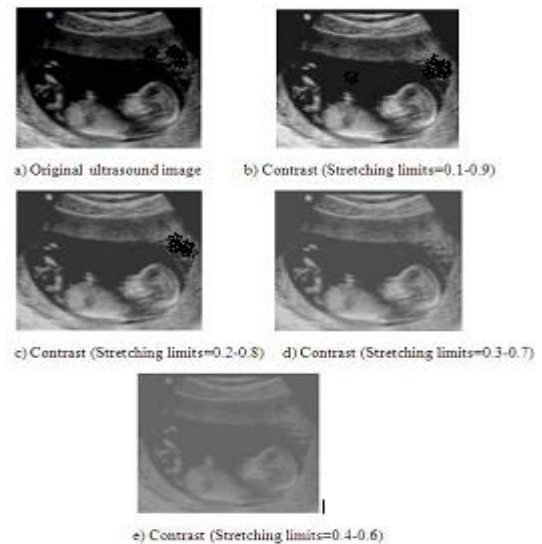 a) Original ultrasound image
b) Contrast (Stretching limits=0.1-0.9)
c) Contrast (Stretching limits=0.2-0.8)
d) Contrast (Stretching limits=0.3-0.7)
e) Contrast (Stretching limits=0.4-0.6)